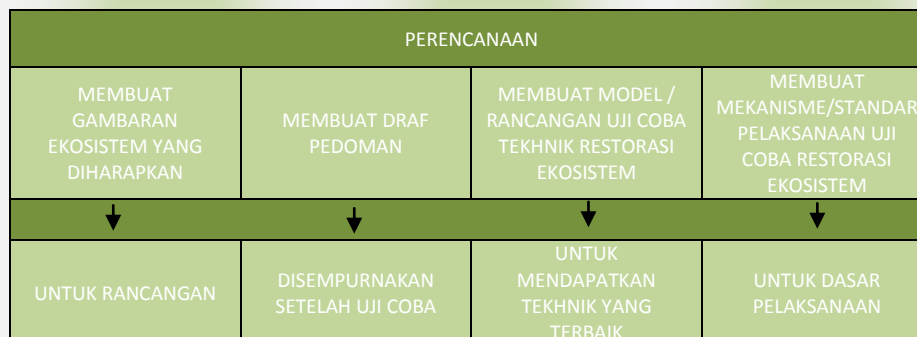 PERENCANAAN
MEMBUAT
GAMBARAN
EKOSISTEM YANG
DIHARAPKAN
MEMBUAT DRAF
PEDOMAN
MEMBUAT MODEL /
RANCANGAN UJI COBA
TEKHNIK RESTORASI
EKOSISTEM
MEMBUAT
MEKANISME/STANDAR
PELAKSANAAN UJI
COBA RESTORASI
EKOSISTEM
UNTUK RANCANGAN
DISEMPURNAKAN
SETELAH UJI COBA
UNTUK
MENDAPATKAN
TEKHNIK YANG
TERBAIK
UNTUK DASAR
PELAKSANAAN